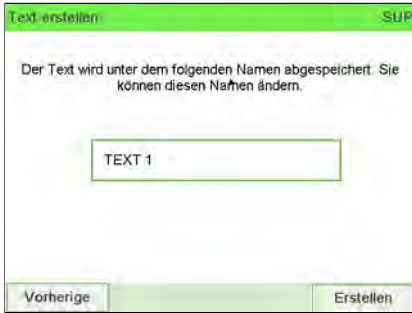 Text erstellen SUP
Der Text wird unter dem folgenden Namen abgespeichert. Sie
können diesen Namen ändern.
TEXT 1
Vorherige Erstellen